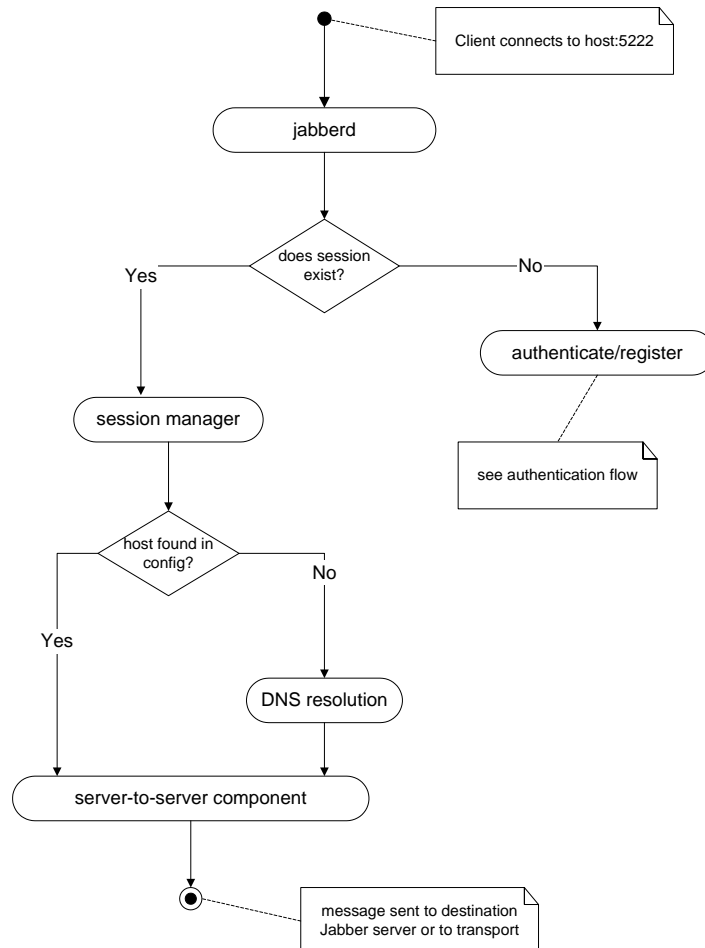 Client connects to host:5222
jabberd
does session
exist?
Yes
No
authenticate/register
session manager
see authentication flow
host found in
config?
No
Yes
DNS resolution
server-to-server component
message sent to destination
Jabber server or to transport